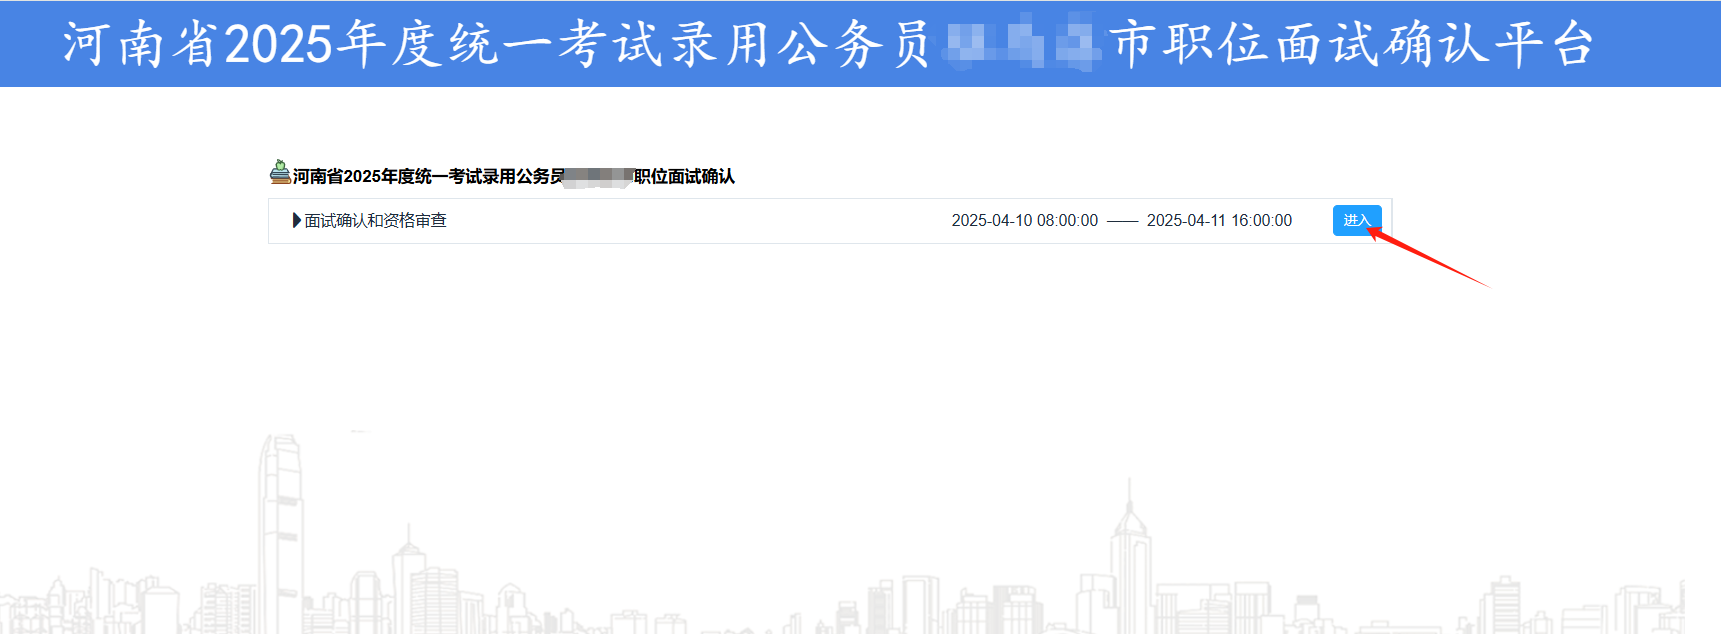 河南省2025年度统一考试录用公务员 市职位面试确认平台
河南省2025年度统一考试录用公务员 职位面试确认
面试确认和资格审查 2025-04-10 08:00:00 —— 2025-04-11 16:00:00 进入